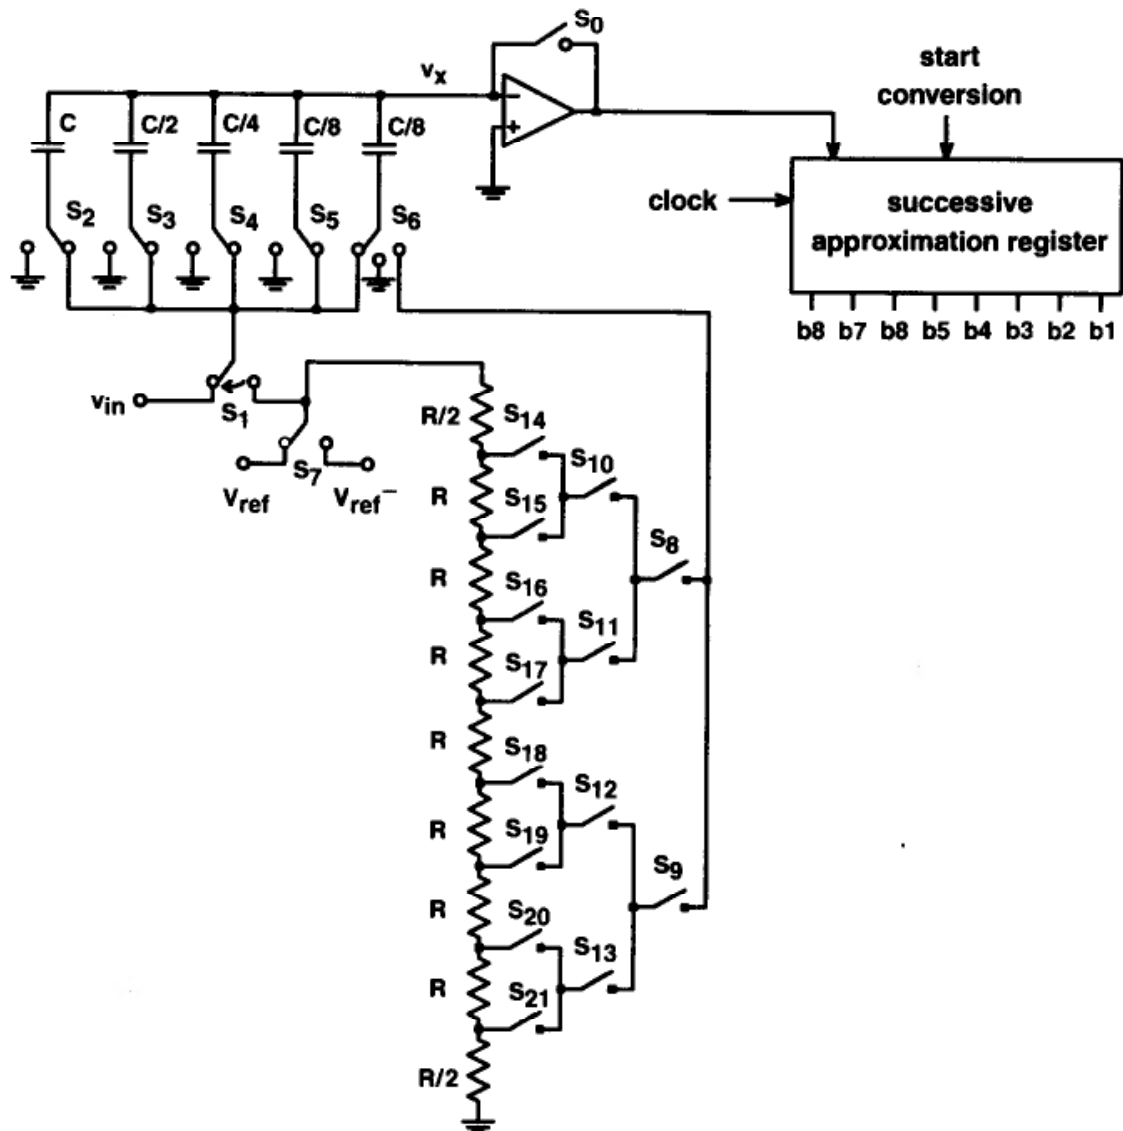 S0
start
conversion
vx
C
C/2
C/4
C/8
C/8
clock
successive
approximation register
S2
S3
S4
S5
S6
b8 b7 b8 b5 b4 b3 b2 b1
vin
S1
S7
Vref
Vref−
R/2
S14
S10
R
S15
S8
R
S16
S11
R
S17
R
S18
S12
R
S19
S9
R
S20
S13
R
S21
R/2